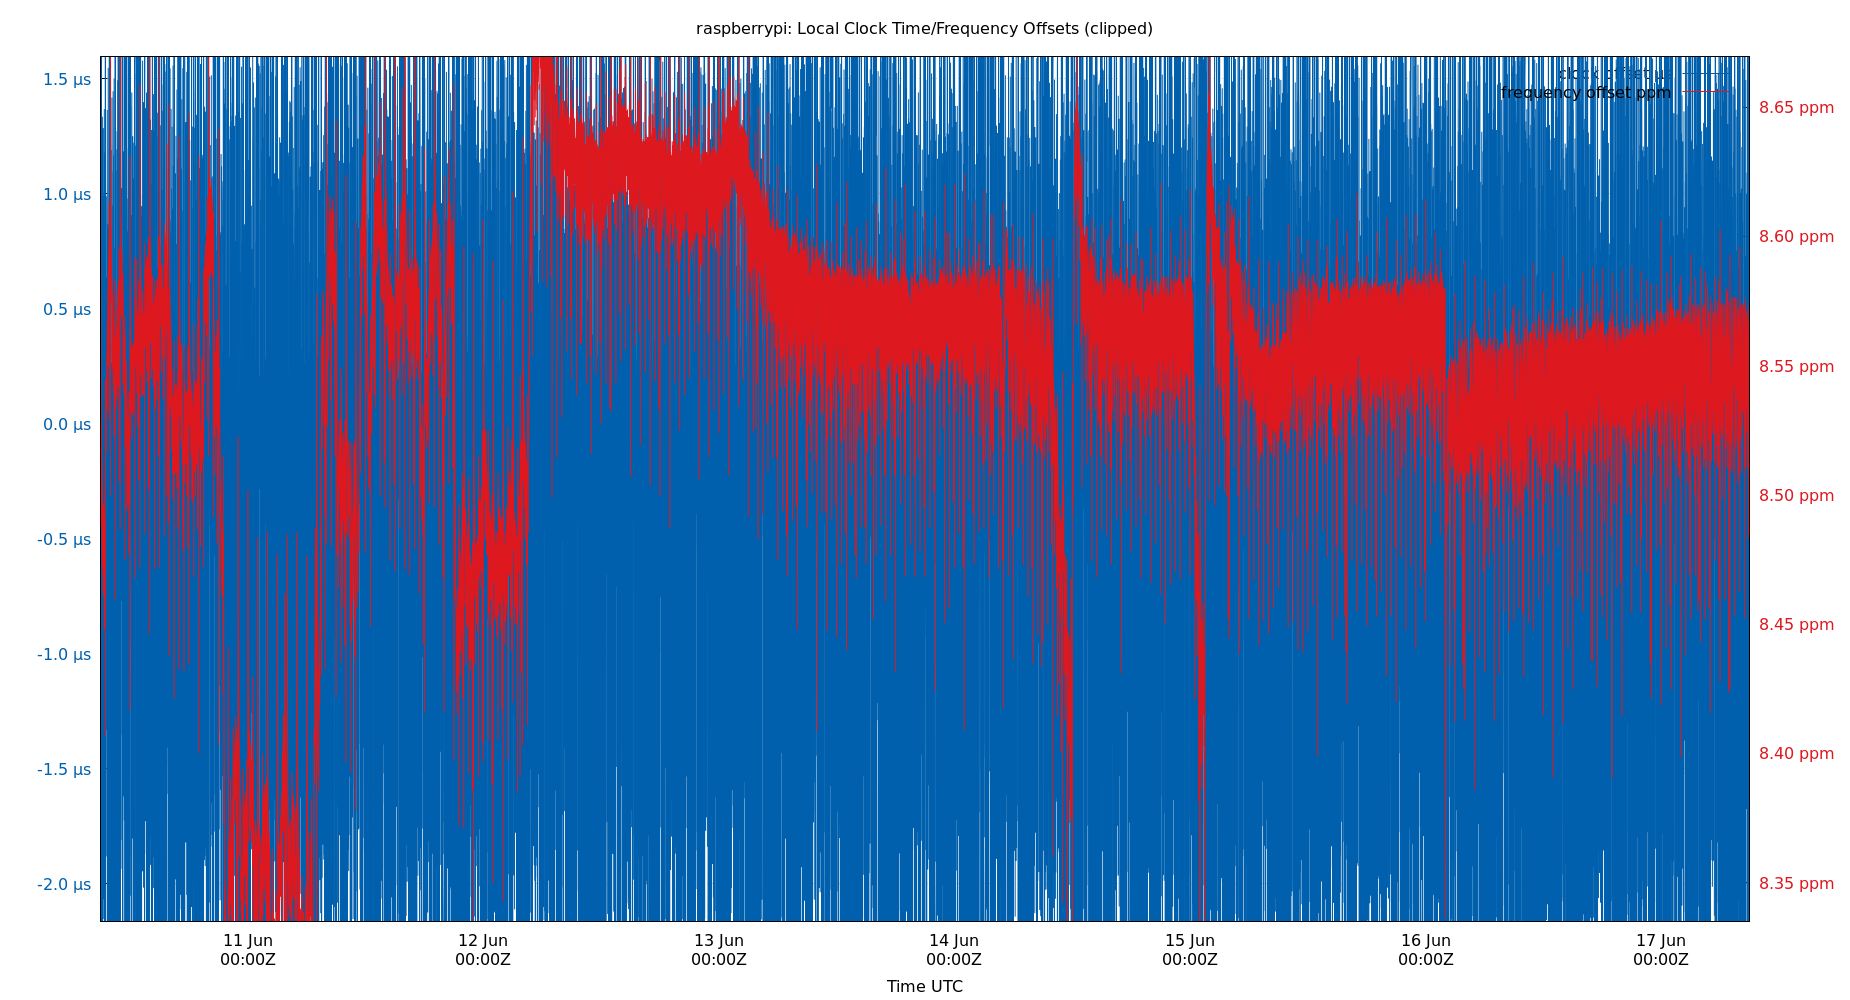 raspberrypi: Local Clock Time/Frequency Offsets (clipped)
clock offset µs
frequency offset ppm
1.5 µs
1.0 µs
0.5 µs
0.0 µs
-0.5 µs
-1.0 µs
-1.5 µs
-2.0 µs
8.65 ppm
8.60 ppm
8.55 ppm
8.50 ppm
8.45 ppm
8.40 ppm
8.35 ppm
11 Jun 12 Jun 13 Jun 14 Jun 15 Jun 16 Jun 17 Jun
00:00Z 00:00Z 00:00Z 00:00Z 00:00Z 00:00Z 00:00Z
Time UTC